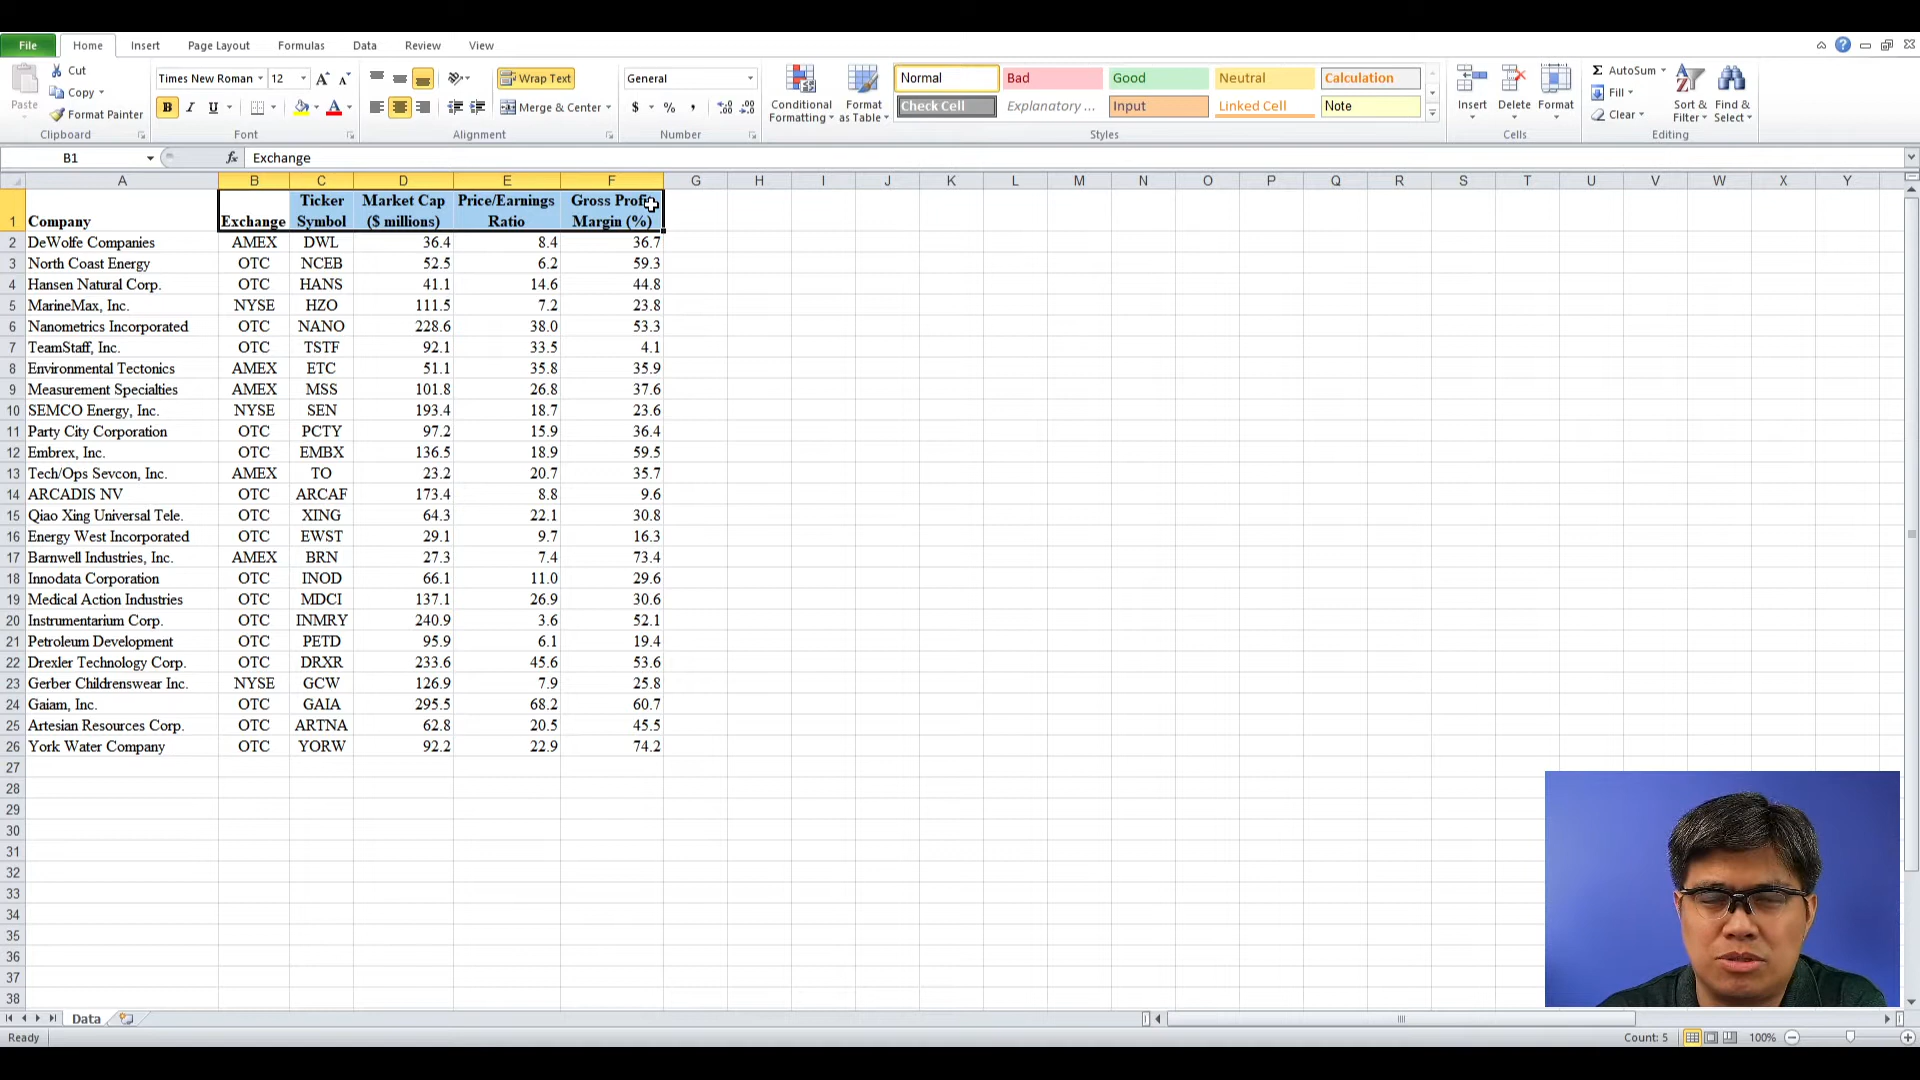 File Home Insert Page Layout Formulas Data Review View
Cut
Copy
Format Painter
Paste
Clipboard
Times New Roman 12
B I U
Font
Wrap Text
Merge & Center
Alignment
General
$ % ,
Number
Conditional Formatting
Format as Table
Normal Bad Good Neutral Calculation
Check Cell Explanatory ... Input Linked Cell Note
Styles
Insert Delete Format
Cells
Σ AutoSum
Fill
Clear
Sort & Filter
Find & Select
Editing
B1 fx Exchange
A B C D E F G H I J K L M N O P Q R S T U V W X Y
1 Company Exchange Ticker Symbol Market Cap ($ millions) Price/Earnings Ratio Gross Profit Margin (%)
2 DeWolfe Companies AMEX DWL 36.4 8.4 36.7
3 North Coast Energy OTC NCEB 52.5 6.2 59.3
4 Hansen Natural Corp. OTC HANS 41.1 14.6 44.8
5 MarineMax, Inc. NYSE HZO 111.5 7.2 23.8
6 Nanometrics Incorporated OTC NANO 228.6 38.0 53.3
7 TeamStaff, Inc. OTC TSTF 92.1 33.5 4.1
8 Environmental Tectonics AMEX ETC 51.1 35.8 35.9
9 Measurement Specialties AMEX MSS 101.8 26.8 37.6
10 SEMCO Energy, Inc. NYSE SEN 193.4 18.7 23.6
11 Party City Corporation OTC PCTY 97.2 15.9 36.4
12 Embrex, Inc. OTC EMBX 136.5 18.9 59.5
13 Tech/Ops Sevcon, Inc. AMEX TO 23.2 20.7 35.7
14 ARCADIS NV OTC ARCAF 173.4 8.8 9.6
15 Qiao Xing Universal Tele. OTC XING 64.3 22.1 30.8
16 Energy West Incorporated OTC EWST 29.1 9.7 16.3
17 Barnwell Industries, Inc. AMEX BRN 27.3 7.4 73.4
18 Innodata Corporation OTC INOD 66.1 11.0 29.6
19 Medical Action Industries OTC MDCI 137.1 26.9 30.6
20 Instrumentarium Corp. OTC INMRY 240.9 3.6 52.1
21 Petroleum Development OTC PETD 95.9 6.1 19.4
22 Drexler Technology Corp. OTC DRXR 233.6 45.6 53.6
23 Gerber Childrenswear Inc. NYSE GCW 126.9 7.9 25.8
24 Gaiam, Inc. OTC GAIA 295.5 68.2 60.7
25 Artesian Resources Corp. OTC ARTNA 62.8 20.5 45.5
26 York Water Company OTC YORW 92.2 22.9 74.2
27
28
29
30
31
32
33
34
35
36
37
38
Data
Ready Count: 5 100%